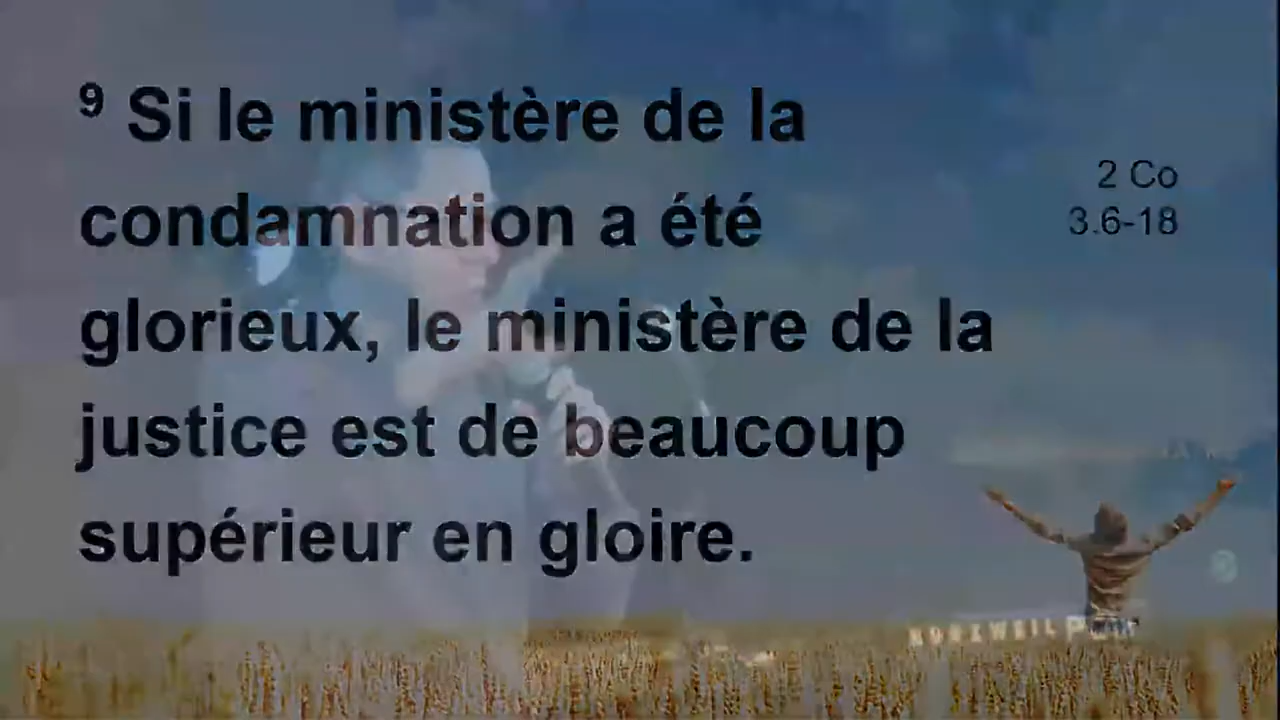 9 Si le ministère de la
condamnation a été
glorieux, le ministère de la
justice est de beaucoup
supérieur en gloire.
2 Co
3.6-18
KURZWEIL